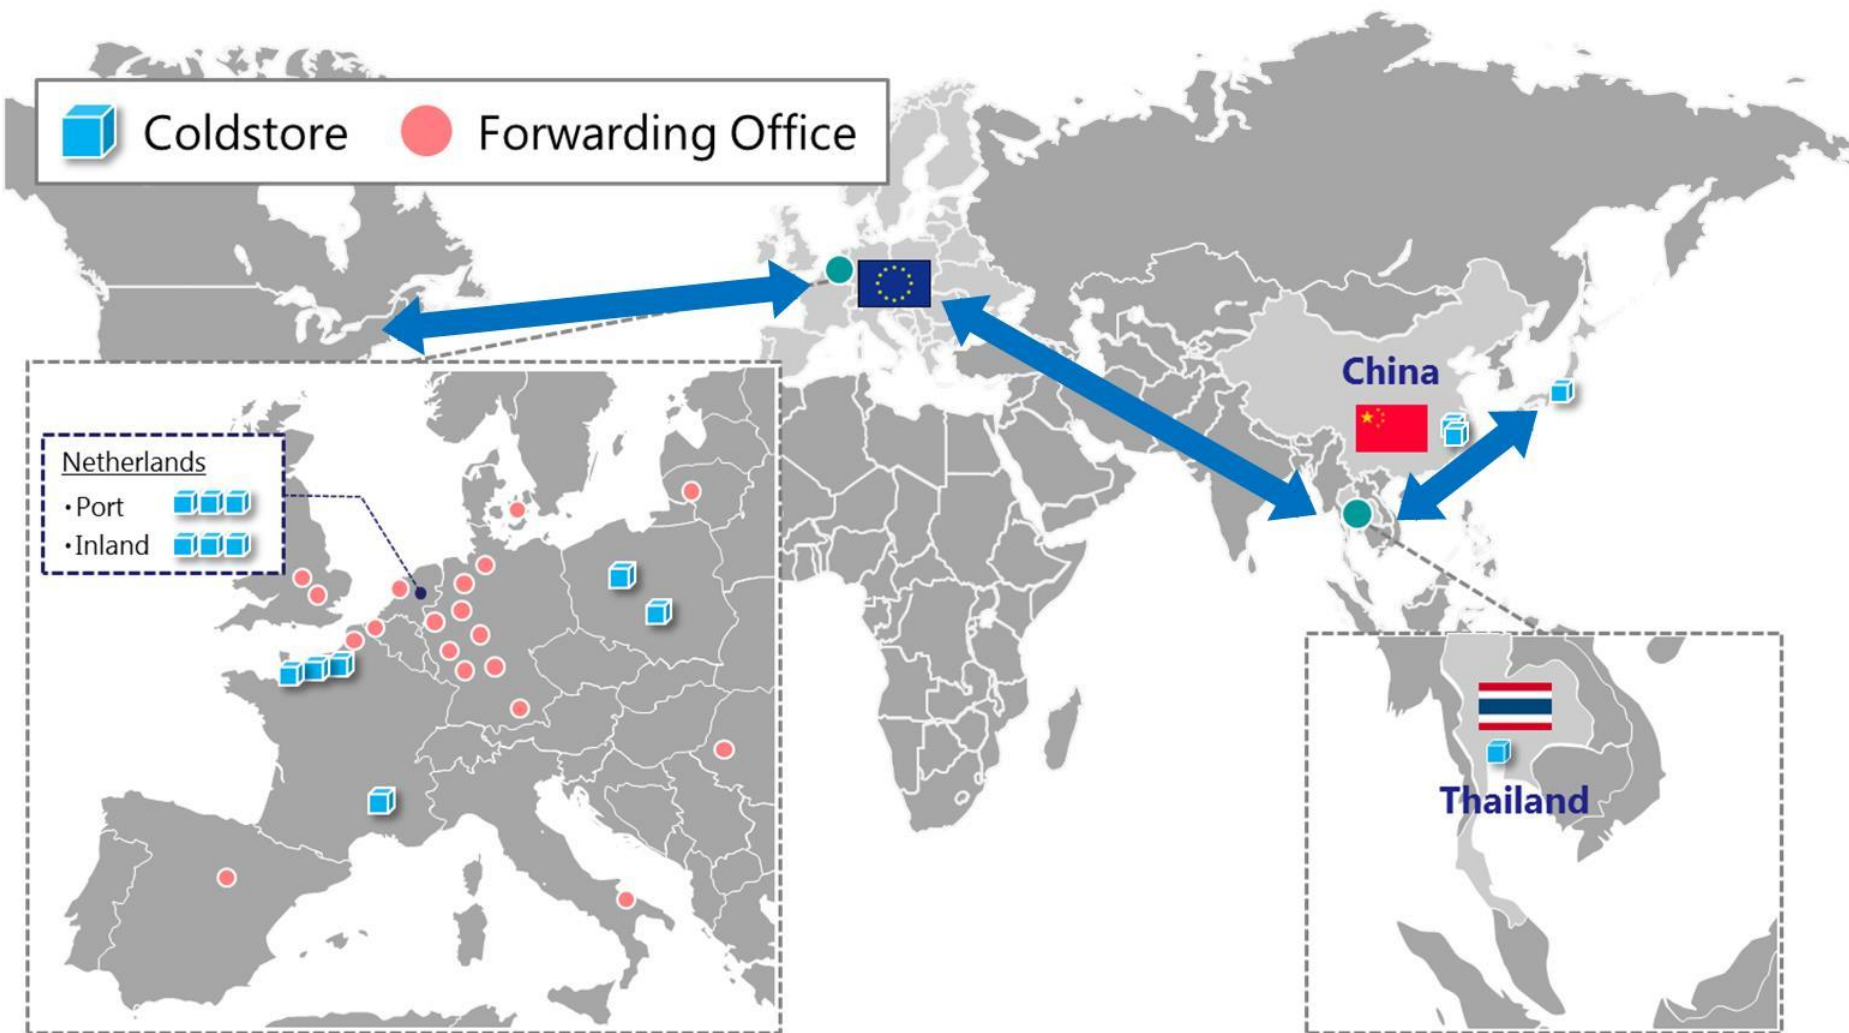 Coldstore
Forwarding Office
China
Netherlands
・Port
・Inland
Thailand